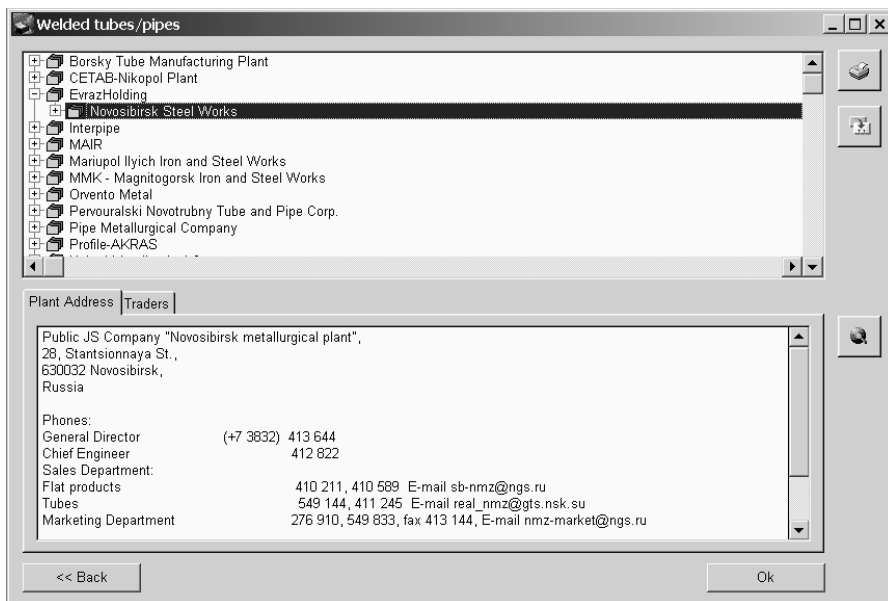 Welded tubes/pipes
Borsky Tube Manufacturing Plant
CETAB-Nikopol Plant
EvrazHolding
Novosibirsk Steel Works
Interpipe
MAIR
Mariupol Ilyich Iron and Steel Works
MMK - Magnitogorsk Iron and Steel Works
Orvento Metal
Pervouralski Novotrubny Tube and Pipe Corp.
Pipe Metallurgical Company
Profile-AKRAS
Plant Address Traders
Public JS Company "Novosibirsk metallurgical plant",
28, Stantsionnaya St.,
630032 Novosibirsk,
Russia
Phones:
General Director (+7 3832) 413 644
Chief Engineer 412 822
Sales Department:
Flat products 410 211, 410 589 E-mail sb-nmz@ngs.ru
Tubes 549 144, 411 245 E-mail real_nmz@gts.nsk.su
Marketing Department 276 910, 549 833, fax 413 144, E-mail nmz-market@ngs.ru
<< Back Ok